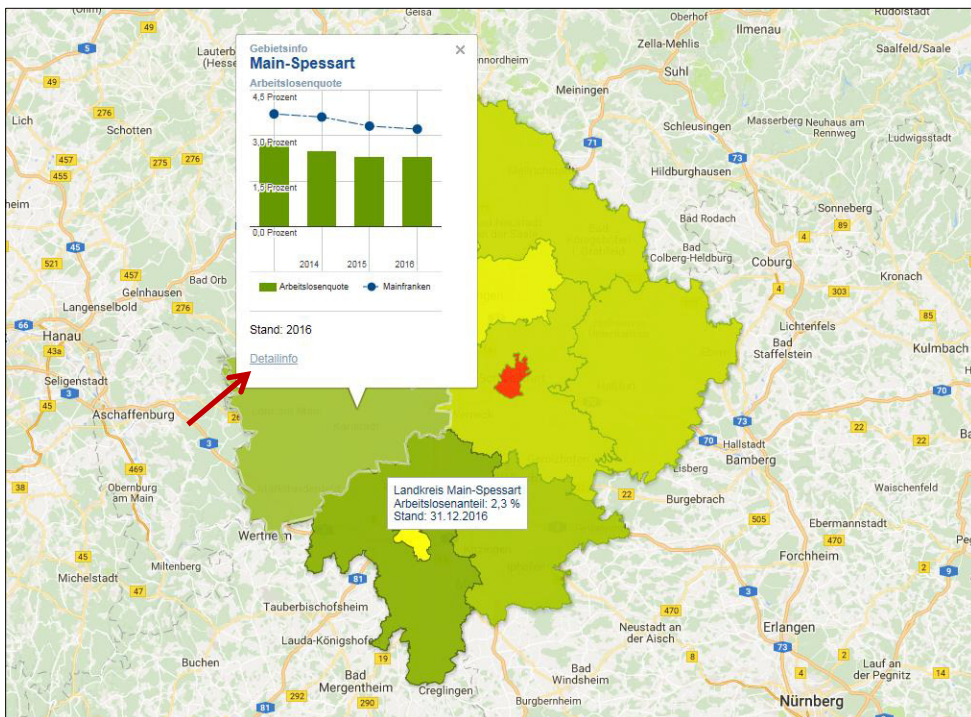 Gebietsinfo
Main-Spessart
Arbeitslosenquote
4,5 Prozent
3,0 Prozent
1,5 Prozent
0,0 Prozent
2014 2015 2016
Arbeitslosenquote Mainfranken
Stand: 2016
Detailinfo
Landkreis Main-Spessart
Arbeitslosenanteil: 2,3 %
Stand: 31.12.2016
Geisa
Oberhof
Ilmenau
Rudolstadt
Zella-Mehlis
Saalfeld/Saale
Suhl
Meiningen
Schleusingen
Masserberg
Neuhaus am
Rennweg
Ludwigsstadt
Hildburghausen
Sonneberg
Bad Rodach
Bad
Colberg-Heldburg
Coburg
Kronach
Lichtenfels
Bad
Staffelstein
Kulmbach
Hallstadt
Bamberg
Burgebrach
Waischenfeld
Ebermannstadt
Forchheim
Erlangen
Neustadt an
der Aisch
Lauf an
der Pegnitz
Bad
Windsheim
Nürnberg
Burgbernheim
Creglingen
Bad
Mergentheim
Buchen
Tauberbischofsheim
Wertheim
Miltenberg
Michelstadt
Obernburg
am Main
Aschaffenburg
Seligenstadt
Hanau
Langenselbold
Gelnhausen
Bad Orb
Schotten
Lich